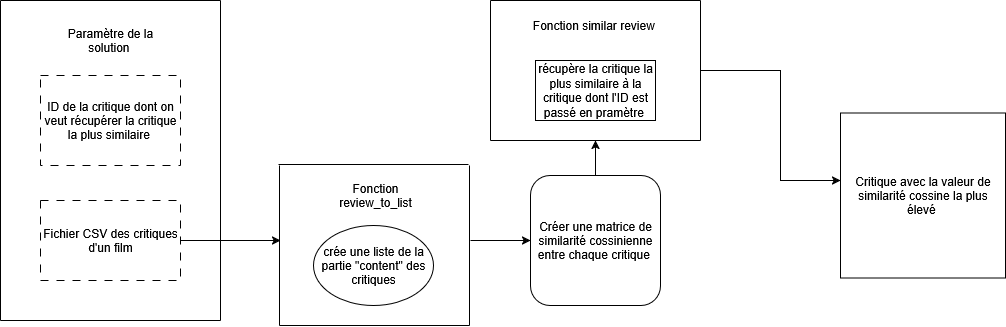 Paramètre de la
solution
ID de la critique dont on
veut récupérer la critique
la plus similaire
Fichier CSV des critiques
d'un film
Fonction
review_to_list
crée une liste de la
partie "content" des
critiques
Fonction similar review
récupère la critique la
plus similaire à la
critique dont l'ID est
passé en pramètre
Créer une matrice de
similarité cossinienne
entre chaque critique
Critique avec la valeur de
similarité cossine la plus
élevé